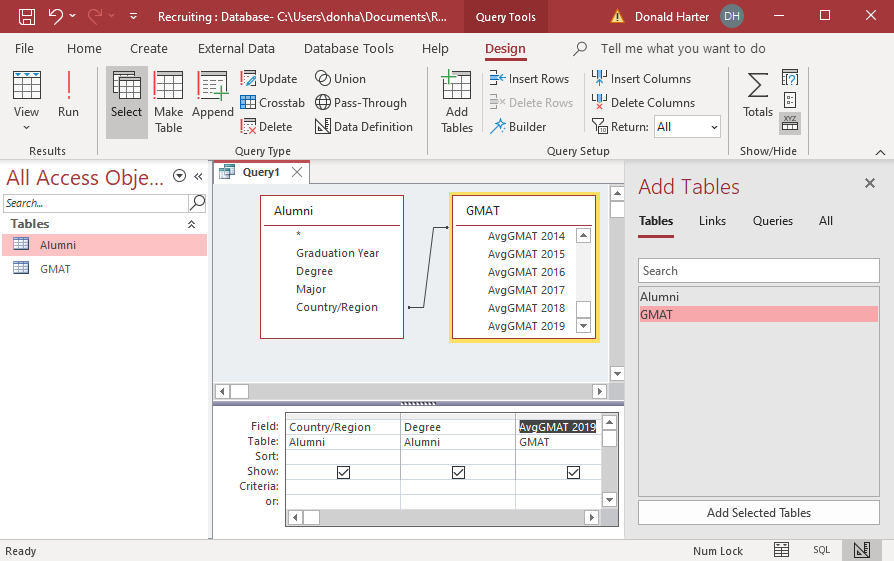 Recruiting : Database- C:\Users\donha\Documents\R...
Query Tools
Donald Harter
DH
File
Home
Create
External Data
Database Tools
Help
Design
Tell me what you want to do
View
Run
Results
Select
Make
Table
Append
Update
Crosstab
Delete
Union
Pass-Through
Data Definition
Query Type
Add
Tables
Insert Rows
Delete Rows
Builder
Insert Columns
Delete Columns
Return:
All
Query Setup
Totals
XYZ
Show/Hide
All Access Obje...
Search...
Tables
Alumni
GMAT
Query1
Alumni
*
Graduation Year
Degree
Major
Country/Region
GMAT
AvgGMAT 2014
AvgGMAT 2015
AvgGMAT 2016
AvgGMAT 2017
AvgGMAT 2018
AvgGMAT 2019
Field: Country/Region Degree AvgGMAT 2019
Table: Alumni Alumni GMAT
Sort:
Show:
Criteria:
or:
Add Tables
Tables
Links
Queries
All
Search
Alumni
GMAT
Add Selected Tables
Ready
Num Lock
SQL